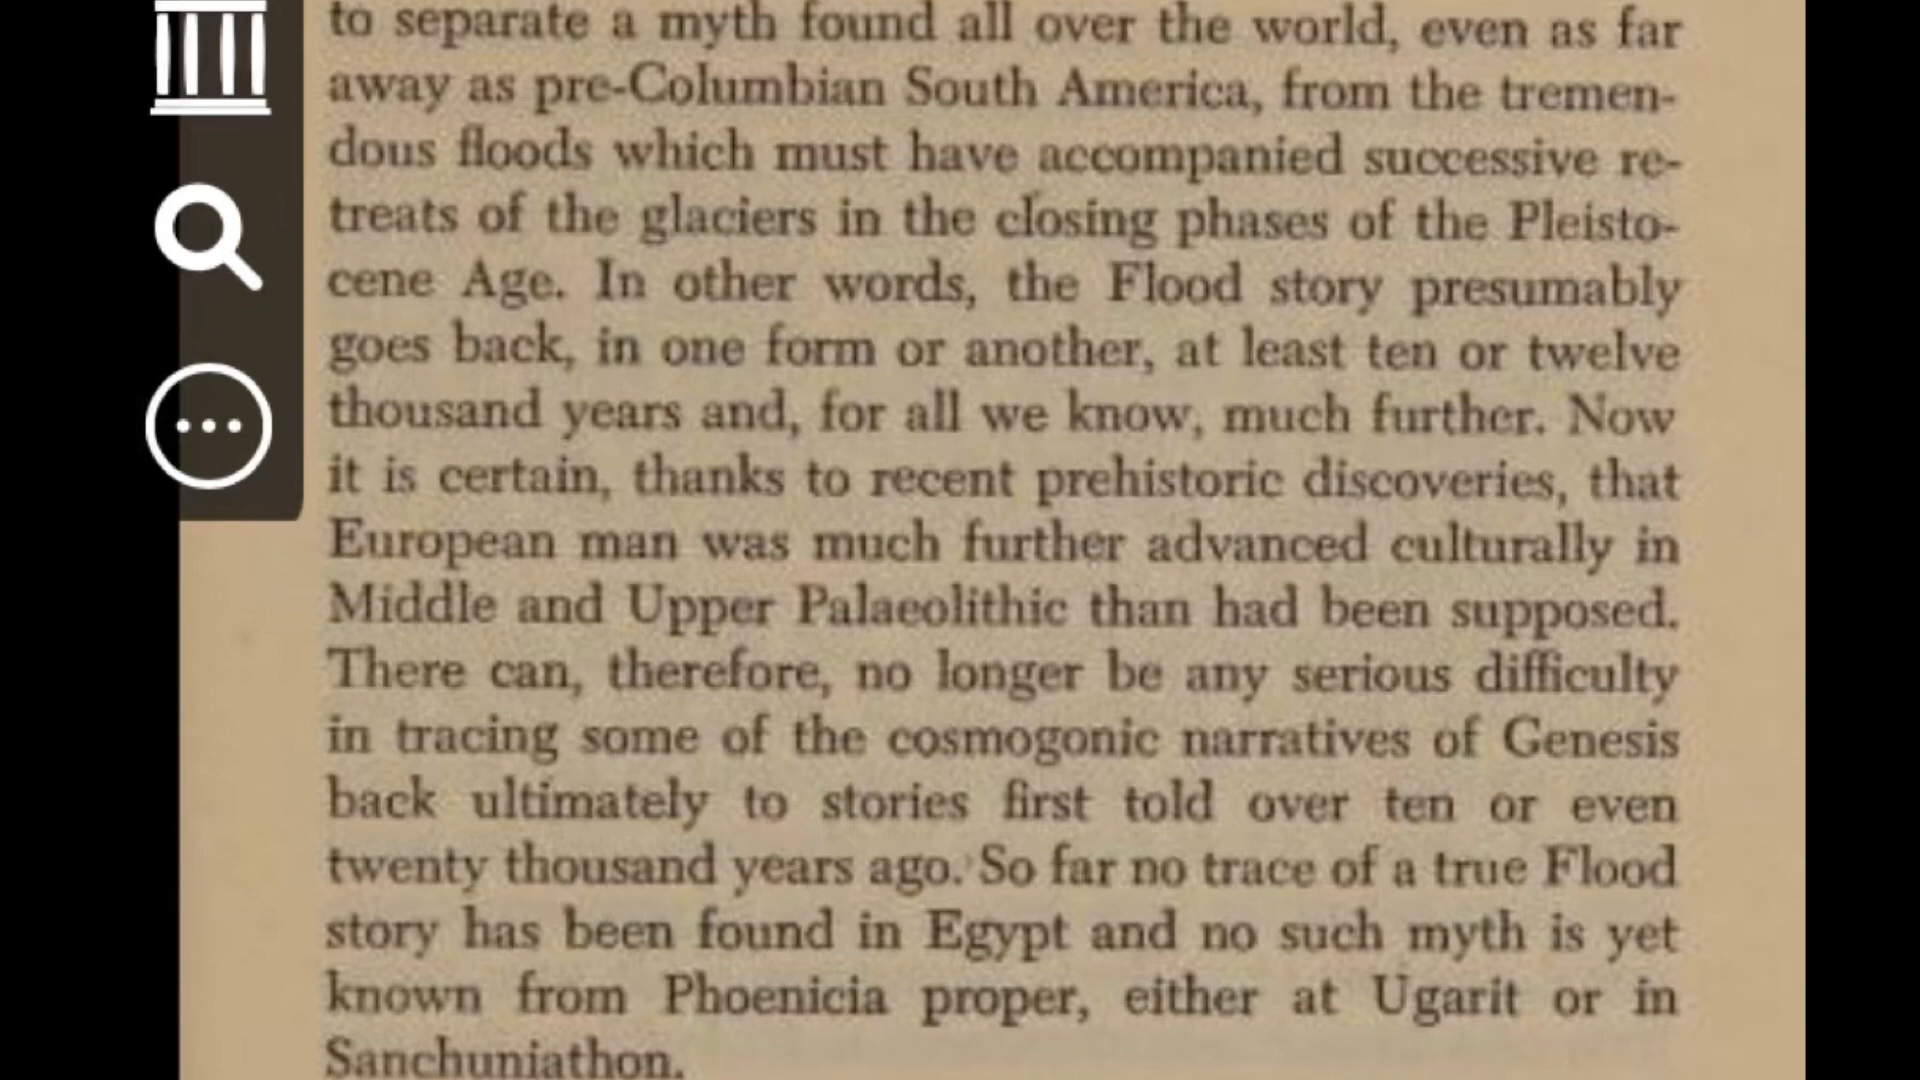 to separate a myth found all over the world, even as far
away as pre-Columbian South America, from the tremen-
dous floods which must have accompanied successive re-
treats of the glaciers in the closing phases of the Pleisto-
cene Age. In other words, the Flood story presumably
goes back, in one form or another, at least ten or twelve
thousand years and, for all we know, much further. Now
it is certain, thanks to recent prehistoric discoveries, that
European man was much further advanced culturally in
Middle and Upper Palaeolithic than had been supposed.
There can, therefore, no longer be any serious difficulty
in tracing some of the cosmogonic narratives of Genesis
back ultimately to stories first told over ten or even
twenty thousand years ago. So far no trace of a true Flood
story has been found in Egypt and no such myth is yet
known from Phoenicia proper, either at Ugarit or in
Sanchuniathon.